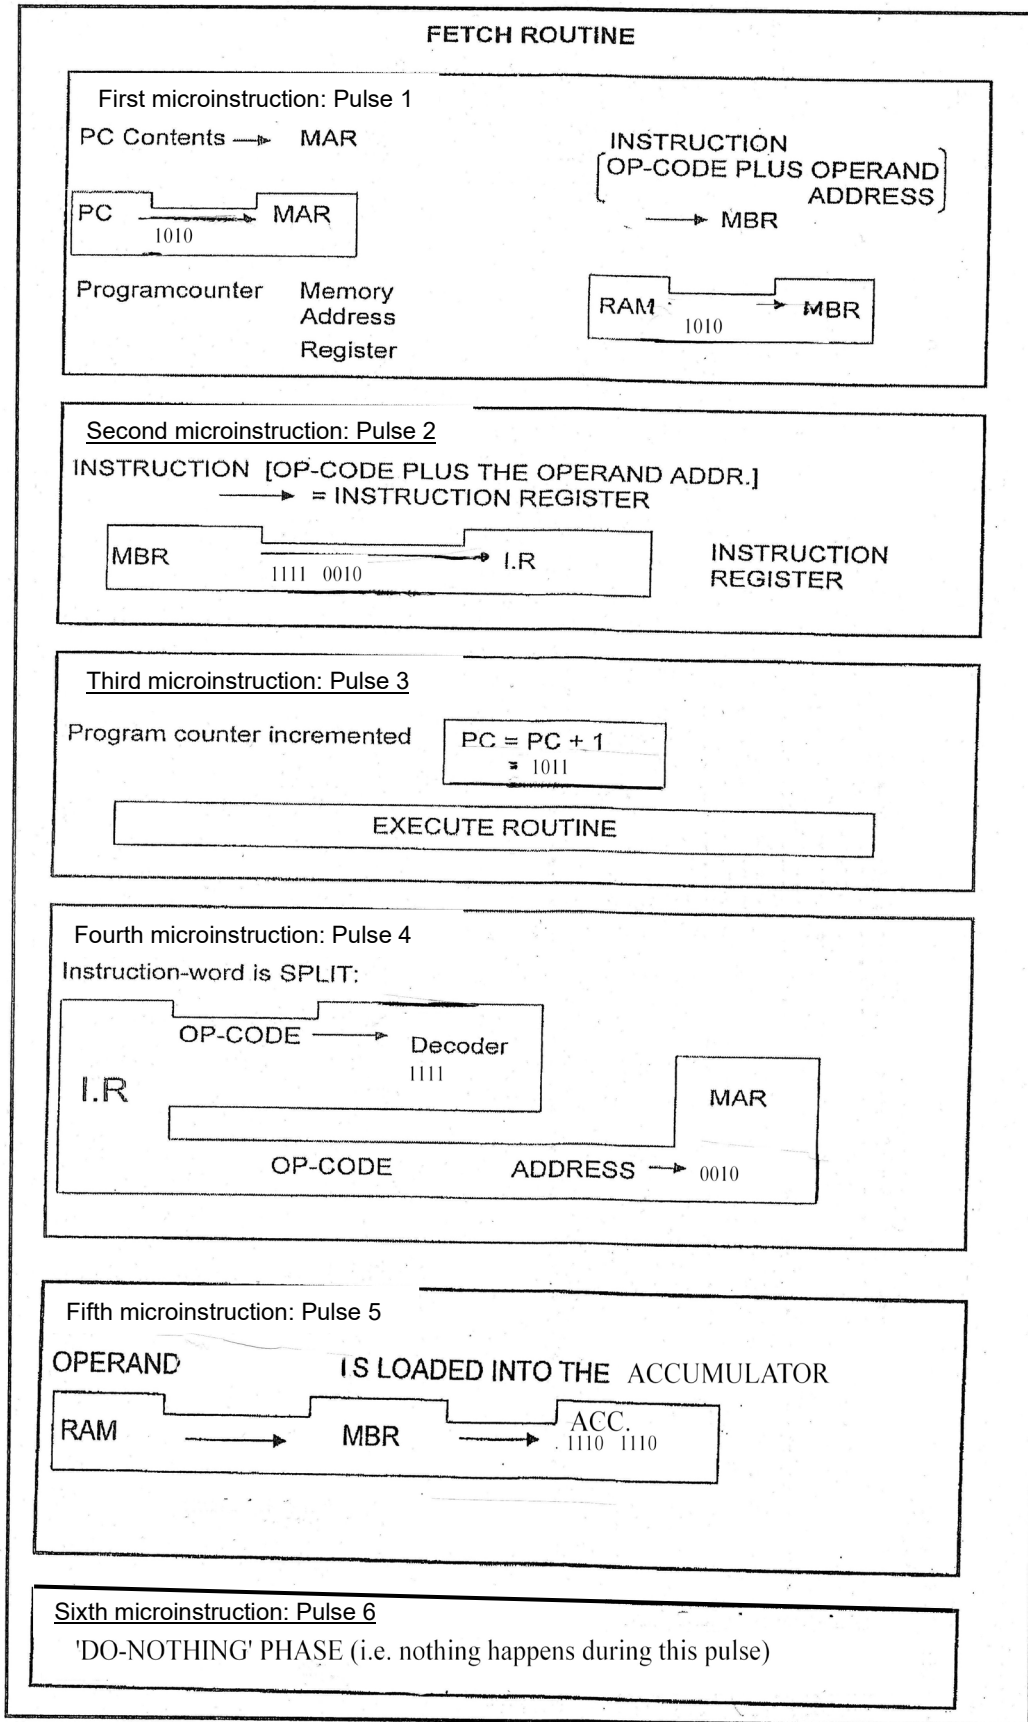 FETCH ROUTINE
First microinstruction: Pulse 1
PC Contents → MAR
INSTRUCTION
[OP-CODE PLUS OPERAND
ADDRESS]
→ MBR
PC → MAR
1010
Programcounter Memory
Address
Register
RAM → MBR
1010
Second microinstruction: Pulse 2
INSTRUCTION [OP-CODE PLUS THE OPERAND ADDR.]
→ = INSTRUCTION REGISTER
MBR → I.R
1111 0010
INSTRUCTION
REGISTER
Third microinstruction: Pulse 3
Program counter incremented
PC = PC + 1
= 1011
EXECUTE ROUTINE
Fourth microinstruction: Pulse 4
Instruction-word is SPLIT:
OP-CODE → Decoder
1111
I.R
MAR
OP-CODE ADDRESS → 0010
Fifth microinstruction: Pulse 5
OPERAND IS LOADED INTO THE ACCUMULATOR
RAM → MBR → ACC.
1110 1110
Sixth microinstruction: Pulse 6
'DO-NOTHING' PHASE (i.e. nothing happens during this pulse)